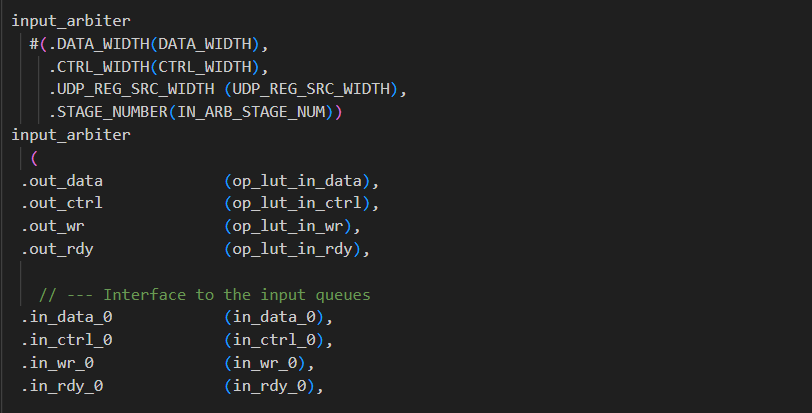 input_arbiter
#(.DATA_WIDTH(DATA_WIDTH),
.CTRL_WIDTH(CTRL_WIDTH),
.UDP_REG_SRC_WIDTH (UDP_REG_SRC_WIDTH),
.STAGE_NUMBER(IN_ARB_STAGE_NUM))
input_arbiter
(
.out_data (op_lut_in_data),
.out_ctrl (op_lut_in_ctrl),
.out_wr (op_lut_in_wr),
.out_rdy (op_lut_in_rdy),
// --- Interface to the input queues
.in_data_0 (in_data_0),
.in_ctrl_0 (in_ctrl_0),
.in_wr_0 (in_wr_0),
.in_rdy_0 (in_rdy_0),